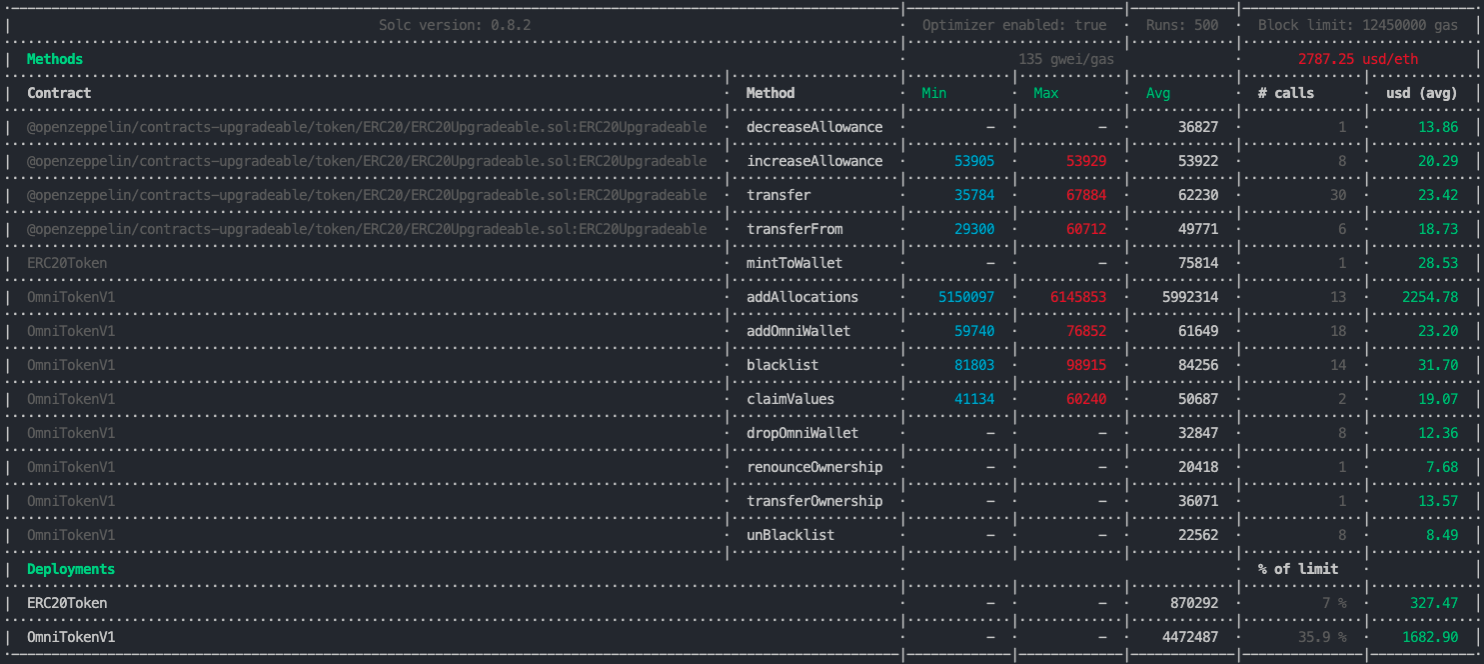 Solc version: 0.8.2 Optimizer enabled: true Runs: 500 Block limit: 12450000 gas
Methods 135 gwei/gas 2787.25 usd/eth
Contract Method Min Max Avg # calls usd (avg)
@openzeppelin/contracts-upgradeable/token/ERC20/ERC20Upgradeable.sol:ERC20Upgradeable decreaseAllowance - - 36827 1 13.86
@openzeppelin/contracts-upgradeable/token/ERC20/ERC20Upgradeable.sol:ERC20Upgradeable increaseAllowance 53905 53929 53922 8 20.29
@openzeppelin/contracts-upgradeable/token/ERC20/ERC20Upgradeable.sol:ERC20Upgradeable transfer 35784 67884 62230 30 23.42
@openzeppelin/contracts-upgradeable/token/ERC20/ERC20Upgradeable.sol:ERC20Upgradeable transferFrom 29300 60712 49771 6 18.73
ERC20Token mintToWallet - - 75814 1 28.53
OmniTokenV1 addAllocations 5150097 6145853 5992314 13 2254.78
OmniTokenV1 addOmniWallet 59740 76852 61649 18 23.20
OmniTokenV1 blacklist 81803 98915 84256 14 31.70
OmniTokenV1 claimValues 41134 60240 50687 2 19.07
OmniTokenV1 dropOmniWallet - - 32847 8 12.36
OmniTokenV1 renounceOwnership - - 20418 1 7.68
OmniTokenV1 transferOwnership - - 36071 1 13.57
OmniTokenV1 unBlacklist - - 22562 8 8.49
Deployments % of limit
ERC20Token - - 870292 7 % 327.47
OmniTokenV1 - - 4472487 35.9 % 1682.90